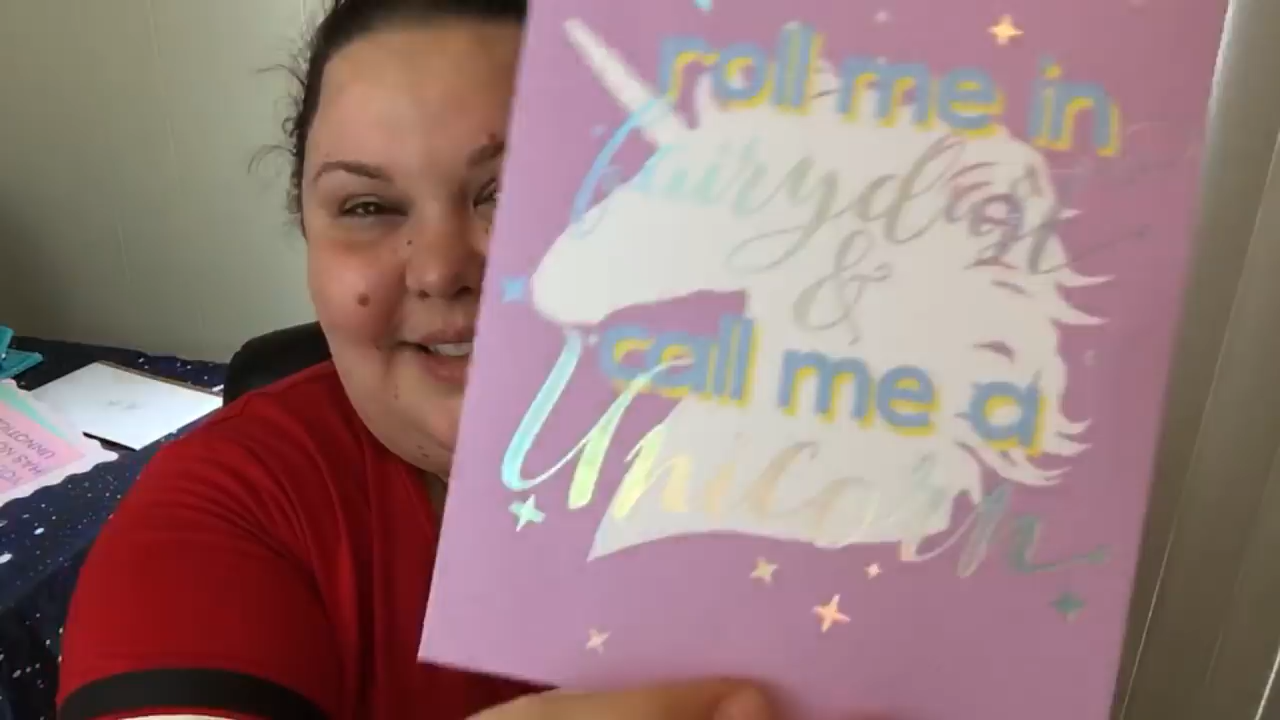 roll me in
fairydust
&
call me a
Unicorn